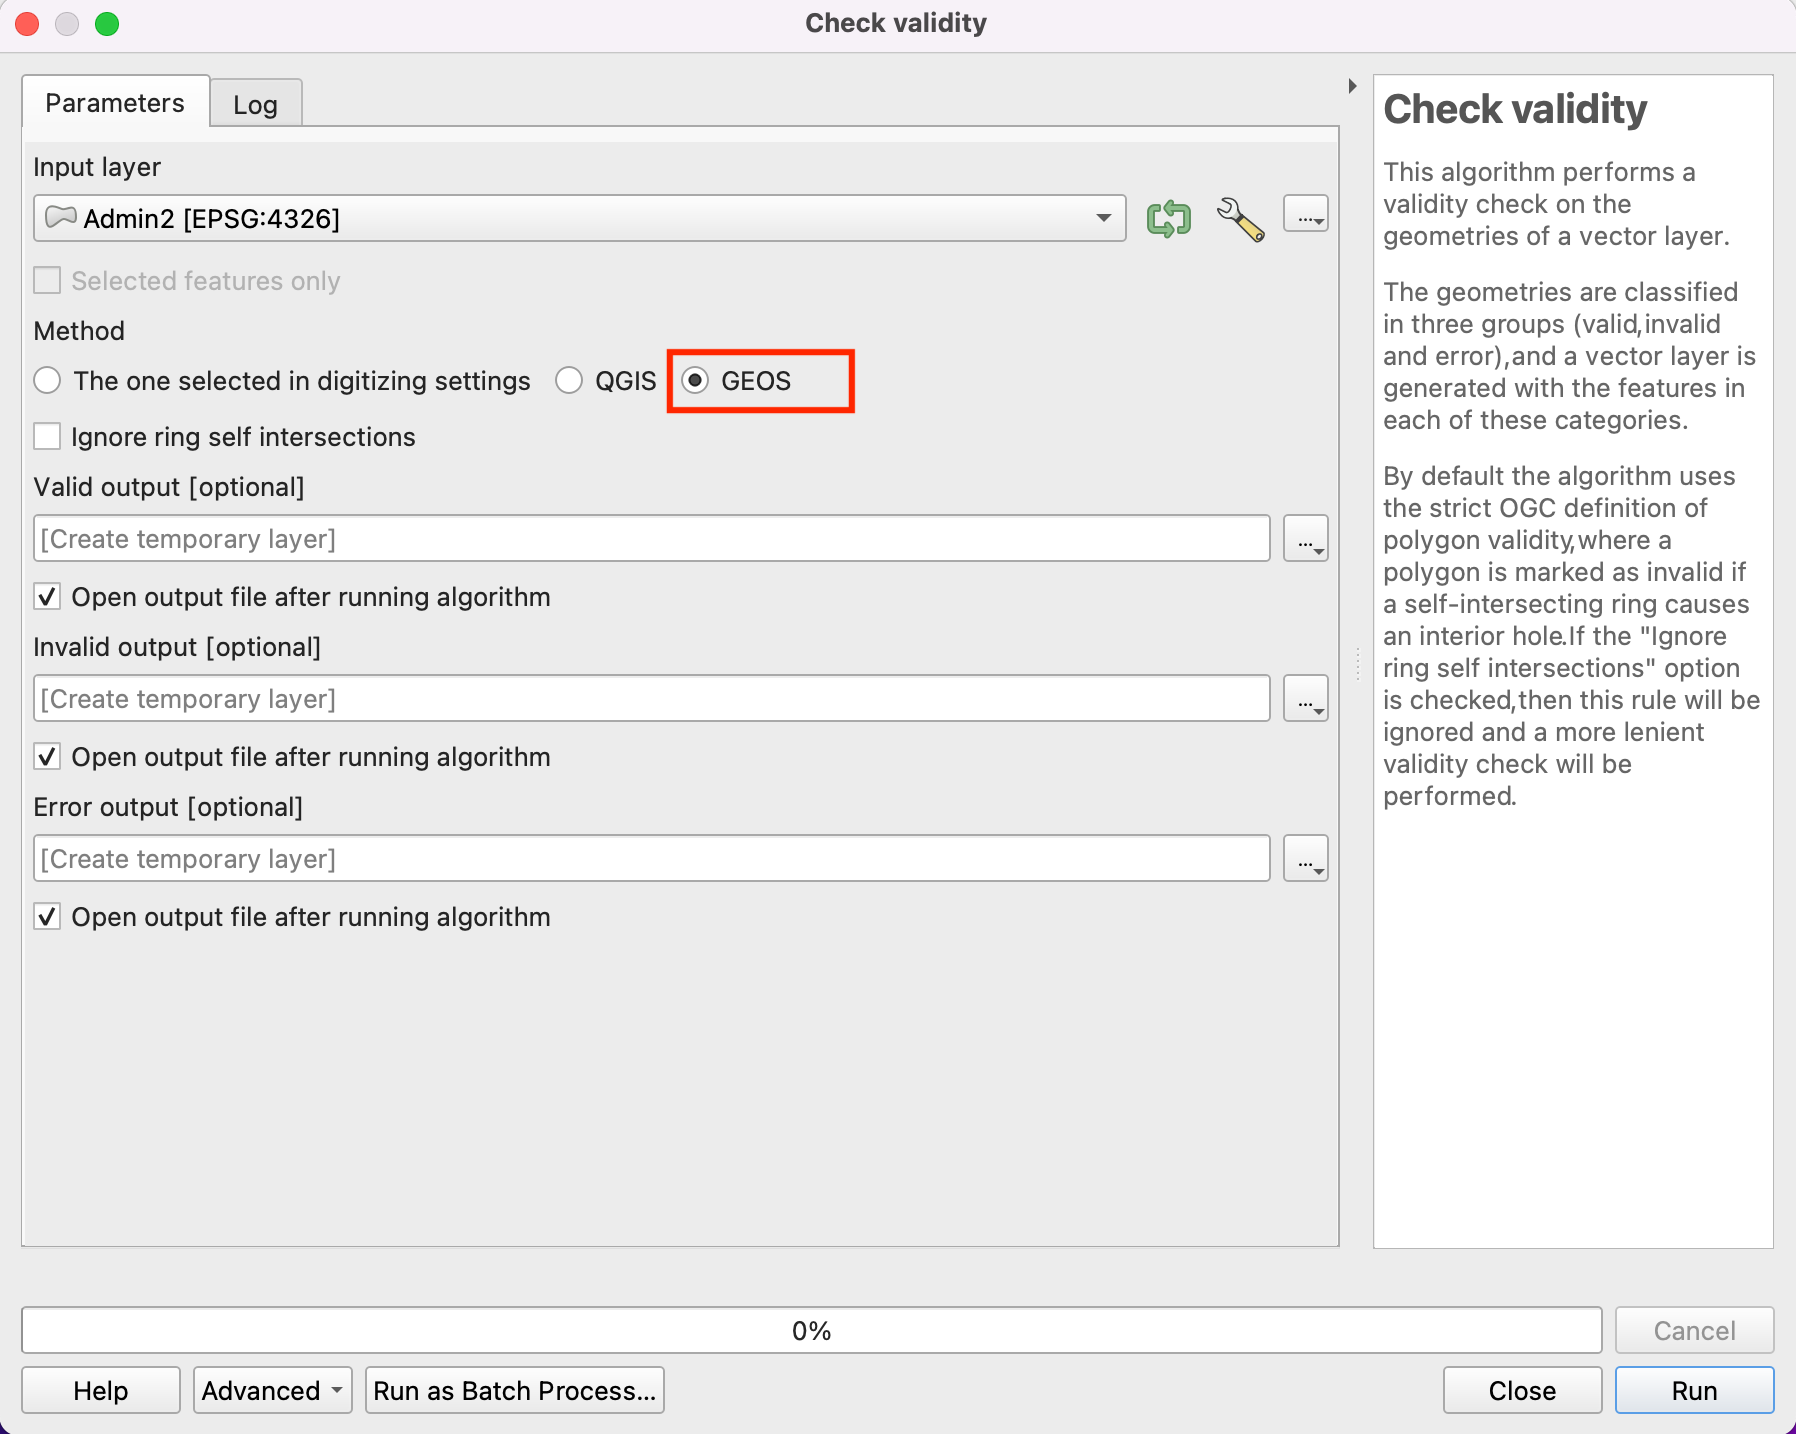 Check validity
Parameters
Log
Input layer
Admin2 [EPSG:4326]
...
Selected features only
Method
The one selected in digitizing settings
QGIS
GEOS
Ignore ring self intersections
Valid output [optional]
[Create temporary layer]
...
Open output file after running algorithm
Invalid output [optional]
[Create temporary layer]
...
Open output file after running algorithm
Error output [optional]
[Create temporary layer]
...
Open output file after running algorithm
Check validity
This algorithm performs a
validity check on the
geometries of a vector layer.
The geometries are classified
in three groups (valid,invalid
and error),and a vector layer is
generated with the features in
each of these categories.
By default the algorithm uses
the strict OGC definition of
polygon validity,where a
polygon is marked as invalid if
a self-intersecting ring causes
an interior hole.If the "Ignore
ring self intersections" option
is checked,then this rule will be
ignored and a more lenient
validity check will be
performed.
0%
Cancel
Help
Advanced
Run as Batch Process...
Close
Run